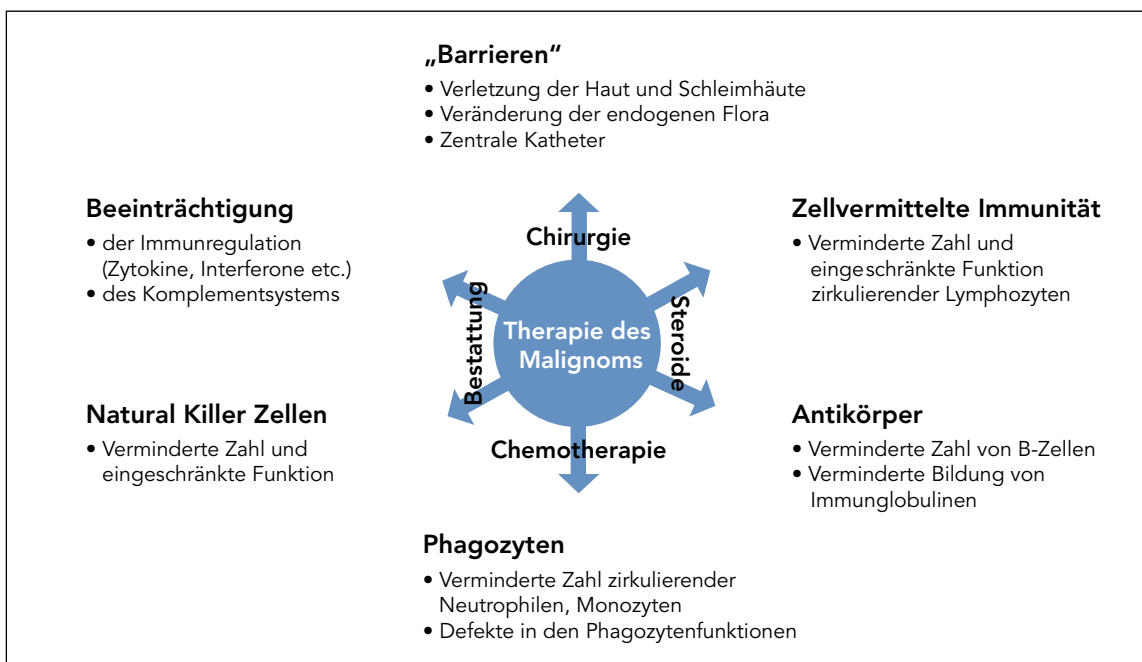 „Barrieren“
• Verletzung der Haut und Schleimhäute
• Veränderung der endogenen Flora
• Zentrale Katheter
Beeinträchtigung
• der Immunregulation
(Zytokine, Interferone etc.)
• des Komplementsystems
Zellvermittelte Immunität
• Verminderte Zahl und
eingeschränkte Funktion
zirkulierender Lymphozyten
Chirurgie
Bestattung
Therapie des
Malignoms
Steroide
Chemotherapie
Natural Killer Zellen
• Verminderte Zahl und
eingeschränkte Funktion
Antikörper
• Verminderte Zahl von B-Zellen
• Verminderte Bildung von
Immunglobulinen
Phagozyten
• Verminderte Zahl zirkulierender
Neutrophilen, Monozyten
• Defekte in den Phagozytenfunktionen